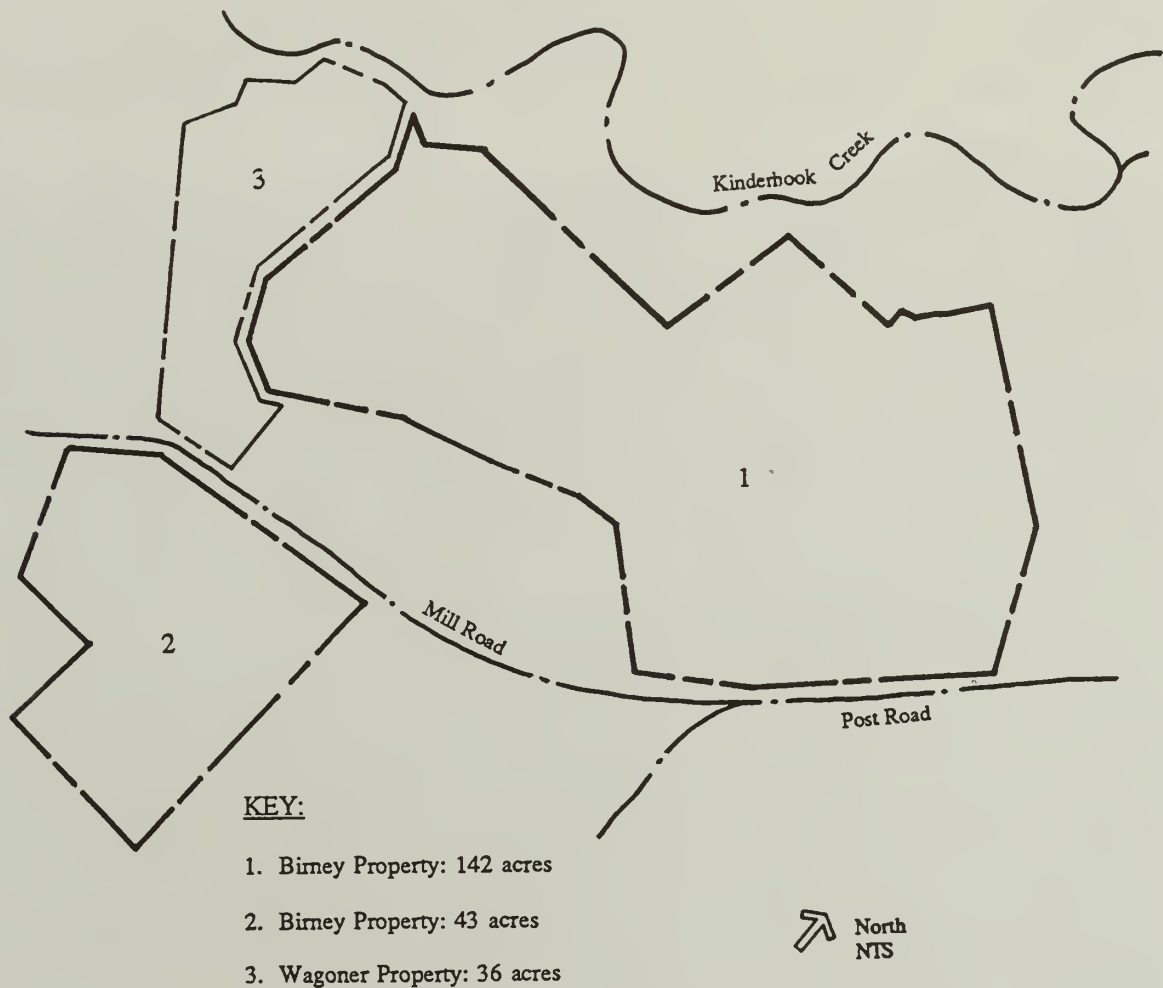 3
Kinderhook Creek
1
2
Mill Road
Post Road
KEY:
1. Birney Property: 142 acres
2. Birney Property: 43 acres
3. Wagoner Property: 36 acres
North
NTS